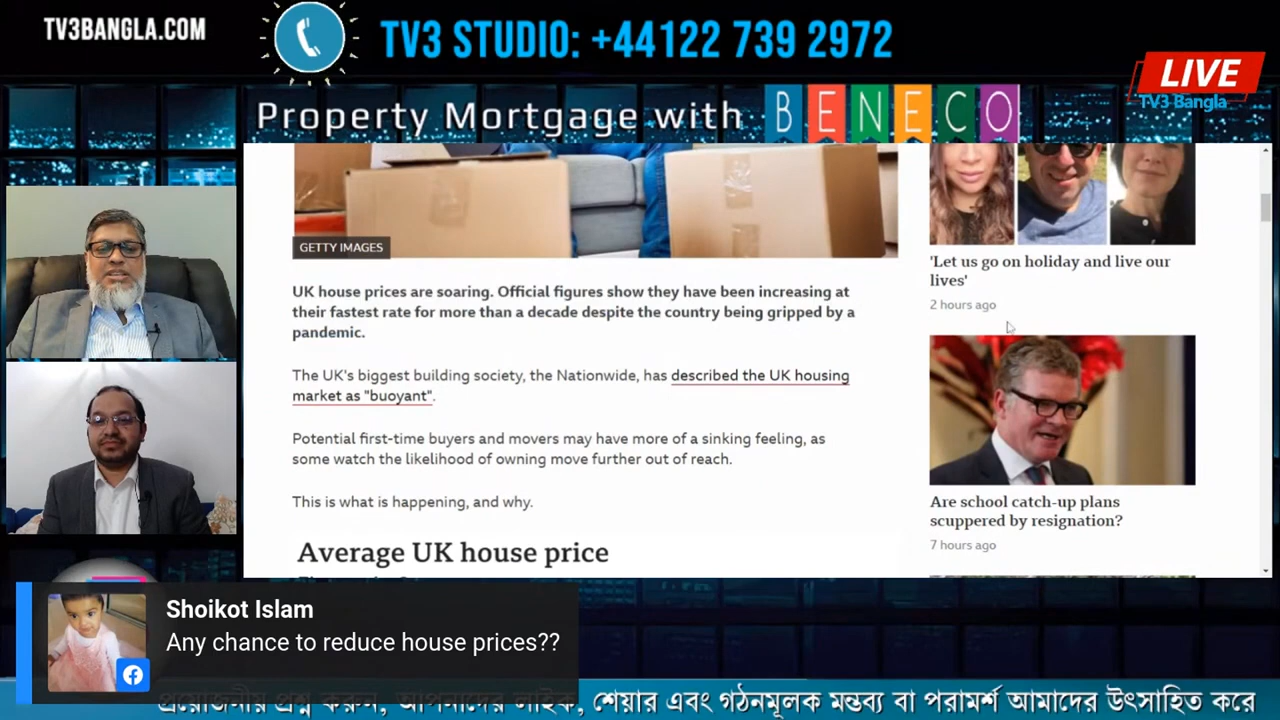 TV3BANGLA.COM
TV3 STUDIO: +44122 739 2972
LIVE
TV3 Bangla
Property Mortgage with BENECO
GETTY IMAGES
UK house prices are soaring. Official figures show they have been increasing at
their fastest rate for more than a decade despite the country being gripped by a
pandemic.
The UK's biggest building society, the Nationwide, has described the UK housing
market as "buoyant".
Potential first-time buyers and movers may have more of a sinking feeling, as
some watch the likelihood of owning move further out of reach.
This is what is happening, and why.
Average UK house price
'Let us go on holiday and live our
lives'
2 hours ago
Are school catch-up plans
scuppered by resignation?
7 hours ago
Shoikot Islam
Any chance to reduce house prices??
প্রয়োজনীয় প্রশ্ন করুন, আপনাদের লাইক, শেয়ার এবং গঠনমূলক মন্তব্য বা পরামর্শ আমাদের উৎসাহিত করে